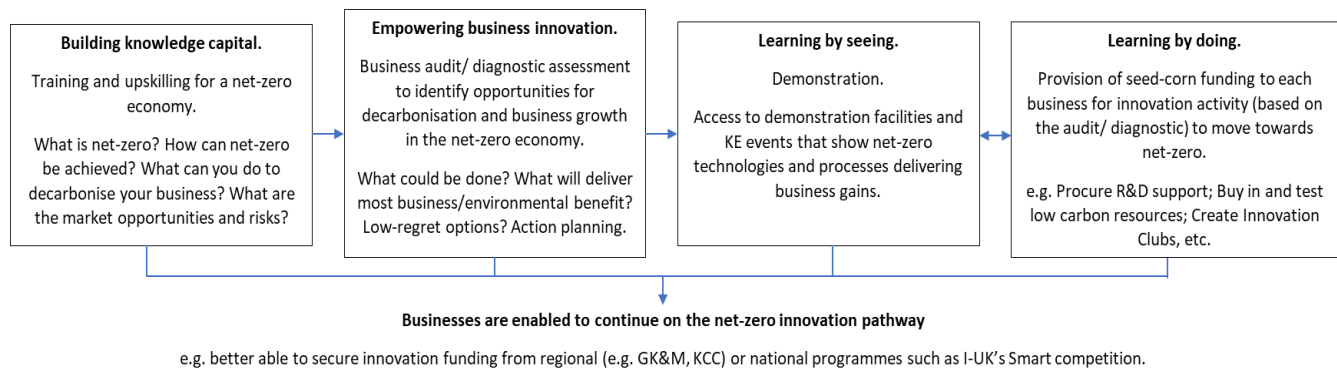 Building knowledge capital.
Training and upskilling for a net-zero
economy.
What is net-zero? How can net-zero
be achieved? What can you do to
decarbonise your business? What are
the market opportunities and risks?
Empowering business innovation.
Business audit/ diagnostic assessment
to identify opportunities for
decarbonisation and business growth
in the net-zero economy.
What could be done? What will deliver
most business/environmental benefit?
Low-regret options? Action planning.
Learning by seeing.
Demonstration.
Access to demonstration facilities and
KE events that show net-zero
technologies and processes delivering
business gains.
Learning by doing.
Provision of seed-corn funding to each
business for innovation activity (based on
the audit/ diagnostic) to move towards
net-zero.
e.g. Procure R&D support; Buy in and test
low carbon resources; Create Innovation
Clubs, etc.
Businesses are enabled to continue on the net-zero innovation pathway
e.g. better able to secure innovation funding from regional (e.g. GK&M, KCC) or national programmes such as I-UK's Smart competition.